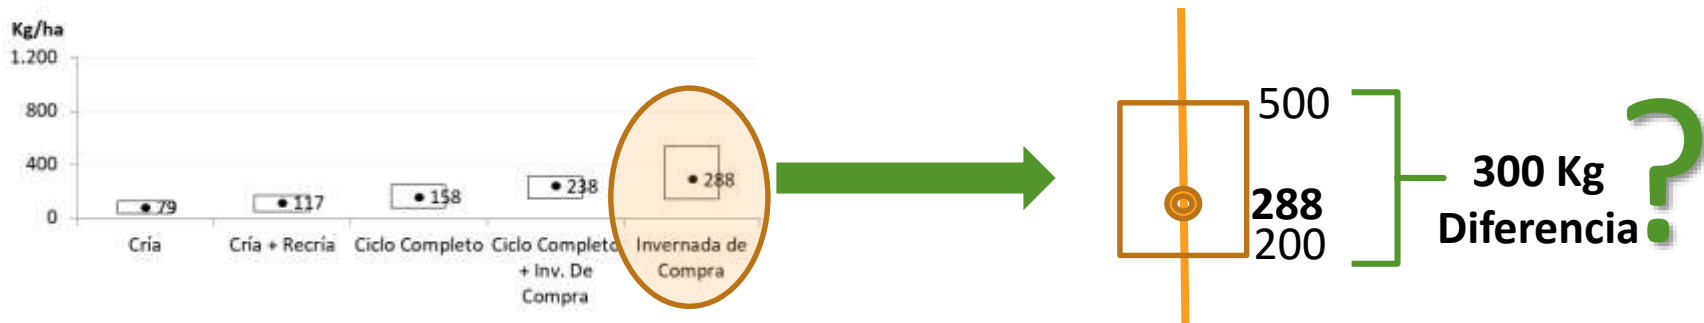 Kg/ha
1.200
800
400
0
79
117
158
238
288
Cría
Cría + Recría
Ciclo Completo
Ciclo Completo
+ Inv. De
Compra
Invernada de
Compra
500
288
200
300 Kg
Diferencia
?